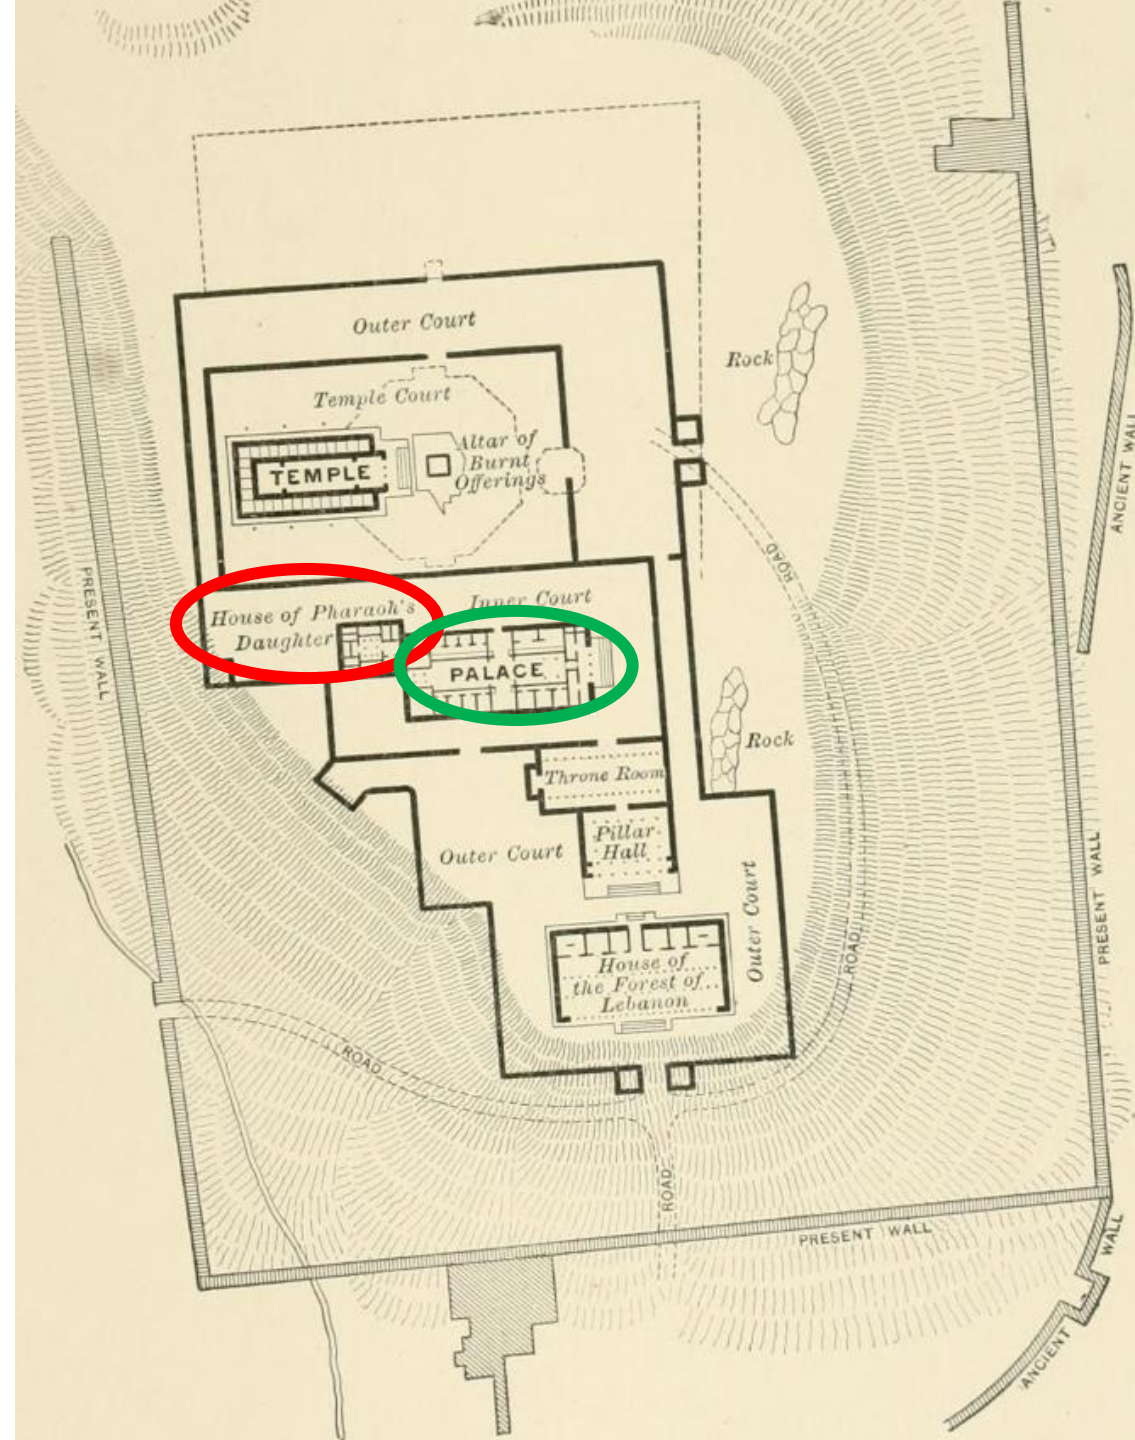 Outer Court
Rock
Temple Court
Altar of
Burnt
Offerings
TEMPLE
ANCIENT WALL
ROAD
PRESENT WALL
House of Pharaoh's
Daughter
Inner Court
PALACE
Rock
Throne Room
Pillar
Hall
Outer Court
Outer Court
PRESENT WALL
ROAD
House of
the Forest of
Lebanon
ROAD
ROAD
PRESENT WALL
ANCIENT WALL